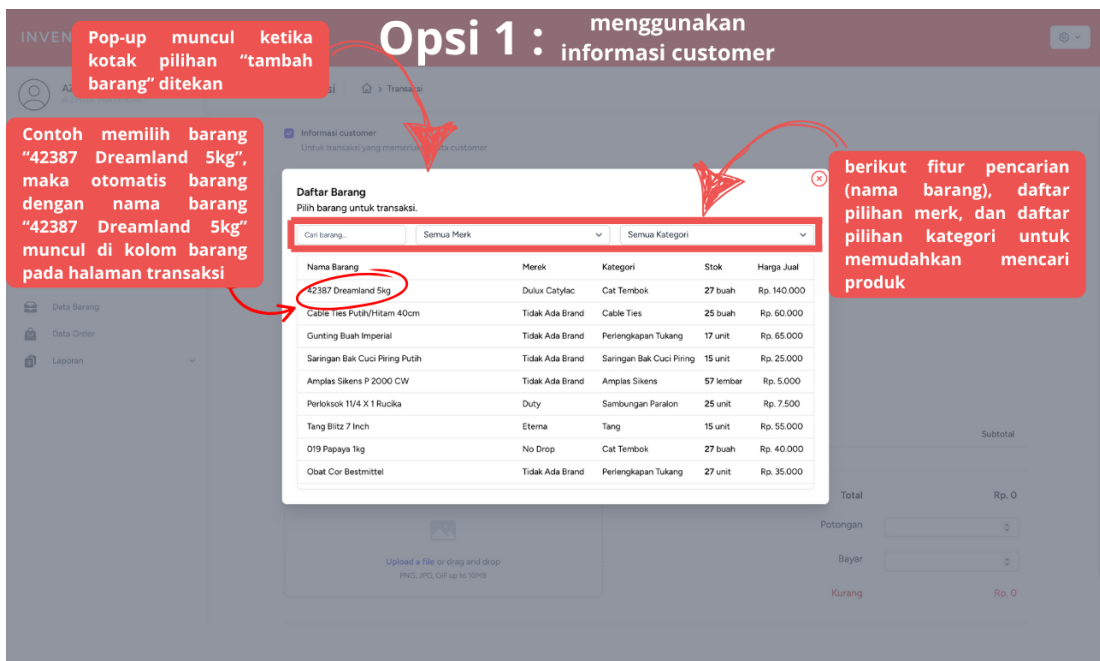 INVEN
Opsi 1 :
menggunakan
informasi customer
Pop-up muncul ketika
kotak pilihan “tambah
barang” ditekan
> Transaksi
Informasi customer
Contoh memilih barang
“42387 Dreamland 5kg”,
maka otomatis barang
dengan nama barang
“42387 Dreamland 5kg”
muncul di kolom barang
pada halaman transaksi
berikut fitur pencarian
(nama barang), daftar
pilihan merk, dan daftar
pilihan kategori untuk
memudahkan mencari
produk
Daftar Barang
Pilih barang untuk transaksi.
Cari barang... Semua Merk Semua Kategori
Nama Barang Merek Kategori Stok Harga Jual
42387 Dreamland 5kg Dulux Catylac Cat Tembok 27 buah Rp. 140.000
Cable Ties Putih/Hitam 40cm Tidak Ada Brand Cable Ties 25 buah Rp. 60.000
Gunting Buah Imperial Tidak Ada Brand Perlengkapan Tukang 17 unit Rp. 65.000
Saringan Bak Cuci Piring Putih Tidak Ada Brand Saringan Bak Cuci Piring 15 unit Rp. 25.000
Amplas Sikens P 2000 CW Tidak Ada Brand Amplas Sikens 57 lembar Rp. 5.000
Perloksok 11/4 X 1 Rucika Duty Sambungan Paralon 25 unit Rp. 7.500
Tang Blitz 7 Inch Eterna Tang 15 unit Rp. 55.000
019 Papaya 1kg No Drop Cat Tembok 27 buah Rp. 40.000
Obat Cor Bestmittel Tidak Ada Brand Perlengkapan Tukang 27 unit Rp. 35.000
Data Barang
Data Order
Laporan
Subtotal
Total Rp. 0
Potongan
Bayar
Kurang Rp. 0
Upload a file or drag and drop
PNG, JPG, GIF up to 10MB